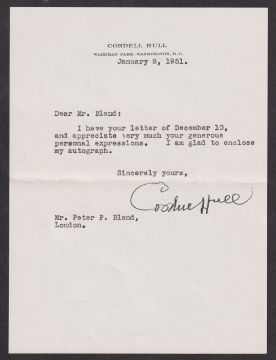 CORDELL HULL
WARDMAN PARK, WASHINGTON, D.C.
January 8, 1951.
Dear Mr. Bland:
I have your letter of December 10,
and appreciate very much your generous
personal expressions. I am glad to enclose
my autograph.
Sincerely yours,
Cordell Hull
Mr. Peter P. Bland,
London.